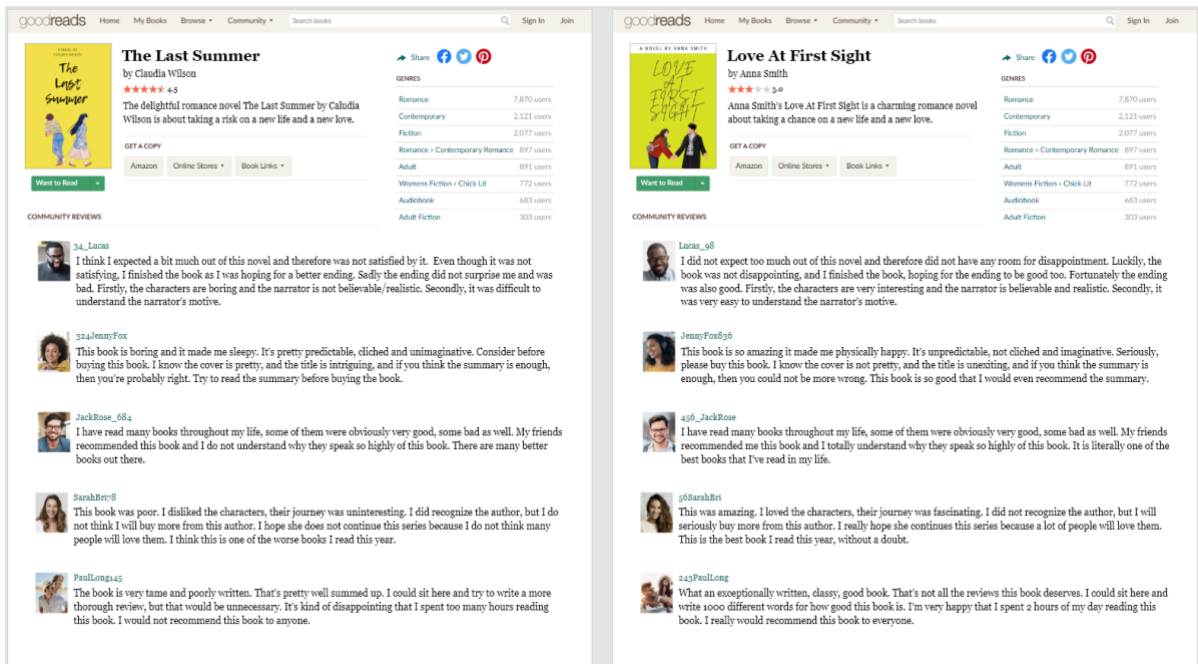 goodreads Home My Books Browse Community Search books Sign In Join
A NOVEL BY
CLAUDIA WILSON
The
Last
Summer
The Last Summer
by Claudia Wilson
4.5
The delightful romance novel The Last Summer by Caludia
Wilson is about taking a risk on a new life and a new love.
GET A COPY
Amazon Online Stores Book Links
Want to Read
Share
GENRES
Romance 7,870 users
Contemporary 2,121 users
Fiction 2,077 users
Romance > Contemporary Romance 897 users
Adult 891 users
Womens Fiction > Chick Lit 772 users
Audiobook 683 users
Adult Fiction 303 users
COMMUNITY REVIEWS
34_Lucas
I think I expected a bit much out of this novel and therefore was not satisfied by it. Even though it was not
satisfying, I finished the book as I was hoping for a better ending. Sadly the ending did not surprise me and was
bad. Firstly, the characters are boring and the narrator is not believable/realistic. Secondly, it was difficult to
understand the narrator's motive.
324JennyFox
This book is boring and it made me sleepy. It's pretty predictable, cliched and unimaginative. Consider before
buying this book. I know the cover is pretty, and the title is intriguing, and if you think the summary is enough,
then you're probably right. Try to read the summary before buying the book.
JackRose_684
I have read many books throughout my life, some of them were obviously very good, some bad as well. My friends
recommended this book and I do not understand why they speak so highly of this book. There are many better
books out there.
SarahBri78
This book was poor. I disliked the characters, their journey was uninteresting. I did recognize the author, but I do
not think I will buy more from this author. I hope she does not continue this series because I do not think many
people will love them. I think this is one of the worse books I read this year.
PaulLong145
The book is very tame and poorly written. That's pretty well summed up. I could sit here and try to write a more
thorough review, but that would be unnecessary. It's kind of disappointing that I spent too many hours reading
this book. I would not recommend this book to anyone.
goodreads Home My Books Browse Community Search books Sign In Join
A NOVEL BY ANNA SMITH
LOVE
AT
FIRST
SIGHT
Love At First Sight
by Anna Smith
3.0
Anna Smith's Love At First Sight is a charming romance novel
about taking a chance on a new life and a new love.
GET A COPY
Amazon Online Stores Book Links
Want to Read
Share
GENRES
Romance 7,870 users
Contemporary 2,121 users
Fiction 2,077 users
Romance > Contemporary Romance 897 users
Adult 891 users
Womens Fiction > Chick Lit 772 users
Audiobook 683 users
Adult Fiction 303 users
COMMUNITY REVIEWS
Lucas_98
I did not expect too much out of this novel and therefore did not have any room for disappointment. Luckily, the
book was not disappointing, and I finished the book, hoping for the ending to be good too. Fortunately the ending
was also good. Firstly, the characters are very interesting and the narrator is believable and realistic. Secondly, it
was very easy to understand the narrator's motive.
JennyFox836
This book is so amazing it made me physically happy. It's unpredictable, not cliched and imaginative. Seriously,
please buy this book. I know the cover is not pretty, and the title is unexiting, and if you think the summary is
enough, then you could not be more wrong. This book is so good that I would even recommend the summary.
456_JackRose
I have read many books throughout my life, some of them were obviously very good, some bad as well. My friends
recommended me this book and I totally understand why they speak so highly of this book. It is literally one of the
best books that I've read in my life.
56SarahBri
This was amazing. I loved the characters, their journey was fascinating. I did not recognize the author, but I will
seriously buy more from this author. I really hope she continues this series because a lot of people will love them.
This is the best book I read this year, without a doubt.
243PaulLong
What an exceptionally written, classy, good book. That's not all the reviews this book deserves. I could sit here and
write 1000 different words for how good this book is. I'm very happy that I spent 2 hours of my day reading this
book. I really would recommend this book to everyone.